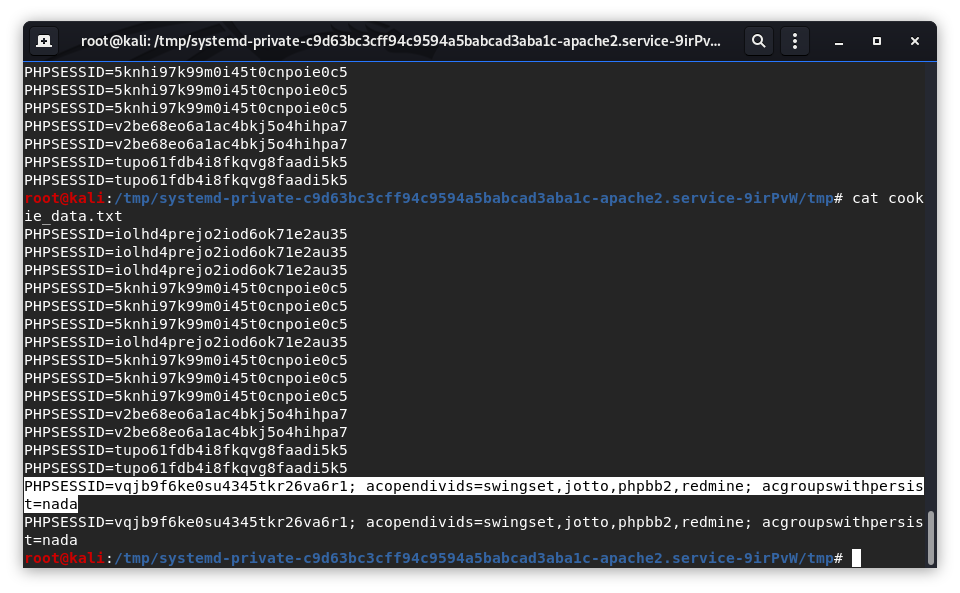 root@kali: /tmp/systemd-private-c9d63bc3cff94c9594a5babcad3aba1c-apache2.service-9irPv...
PHPSESSID=5knhi97k99m0i45t0cnpoie0c5
PHPSESSID=5knhi97k99m0i45t0cnpoie0c5
PHPSESSID=5knhi97k99m0i45t0cnpoie0c5
PHPSESSID=v2be68eo6a1ac4bkj5o4hihpa7
PHPSESSID=v2be68eo6a1ac4bkj5o4hihpa7
PHPSESSID=tupo61fdb4i8fkqvg8faadi5k5
PHPSESSID=tupo61fdb4i8fkqvg8faadi5k5
root@kali:/tmp/systemd-private-c9d63bc3cff94c9594a5babcad3aba1c-apache2.service-9irPvW/tmp# cat cook
ie_data.txt
PHPSESSID=iolhd4prejo2iod6ok71e2au35
PHPSESSID=iolhd4prejo2iod6ok71e2au35
PHPSESSID=iolhd4prejo2iod6ok71e2au35
PHPSESSID=5knhi97k99m0i45t0cnpoie0c5
PHPSESSID=5knhi97k99m0i45t0cnpoie0c5
PHPSESSID=5knhi97k99m0i45t0cnpoie0c5
PHPSESSID=iolhd4prejo2iod6ok71e2au35
PHPSESSID=5knhi97k99m0i45t0cnpoie0c5
PHPSESSID=5knhi97k99m0i45t0cnpoie0c5
PHPSESSID=5knhi97k99m0i45t0cnpoie0c5
PHPSESSID=v2be68eo6a1ac4bkj5o4hihpa7
PHPSESSID=v2be68eo6a1ac4bkj5o4hihpa7
PHPSESSID=tupo61fdb4i8fkqvg8faadi5k5
PHPSESSID=tupo61fdb4i8fkqvg8faadi5k5
PHPSESSID=vqjb9f6ke0su4345tkr26va6r1; acopendivids=swingset,jotto,phpbb2,redmine; acgroupswithpersis
t=nada
PHPSESSID=vqjb9f6ke0su4345tkr26va6r1; acopendivids=swingset,jotto,phpbb2,redmine; acgroupswithpersis
t=nada
root@kali:/tmp/systemd-private-c9d63bc3cff94c9594a5babcad3aba1c-apache2.service-9irPvW/tmp#